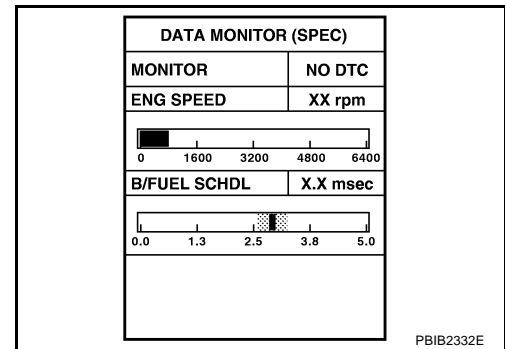 DATA MONITOR (SPEC)
MONITOR NO DTC
ENG SPEED XX rpm
0 1600 3200 4800 6400
B/FUEL SCHDL X.X msec
0.0 1.3 2.5 3.8 5.0
PBIB2332E